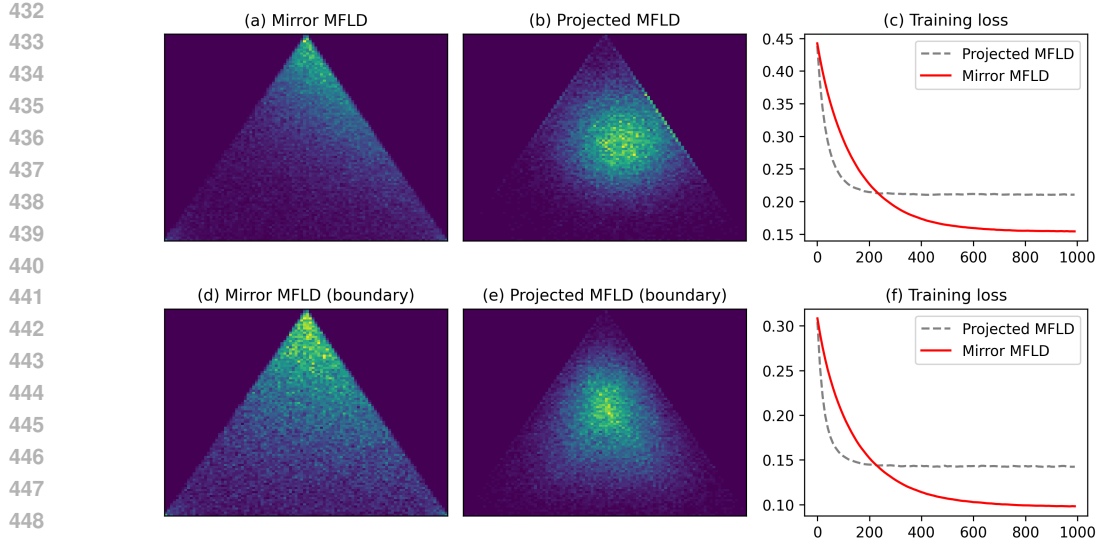 432
433
434
435
436
437
438
439
440
441
442
443
444
445
446
447
448
(a) Mirror MFLD
(b) Projected MFLD
(c) Training loss
0.45
0.40
0.35
0.30
0.25
0.20
0.15
Projected MFLD
Mirror MFLD
0 200 400 600 800 1000
(d) Mirror MFLD (boundary)
(e) Projected MFLD (boundary)
(f) Training loss
0.30
0.25
0.20
0.15
0.10
Projected MFLD
Mirror MFLD
0 200 400 600 800 1000